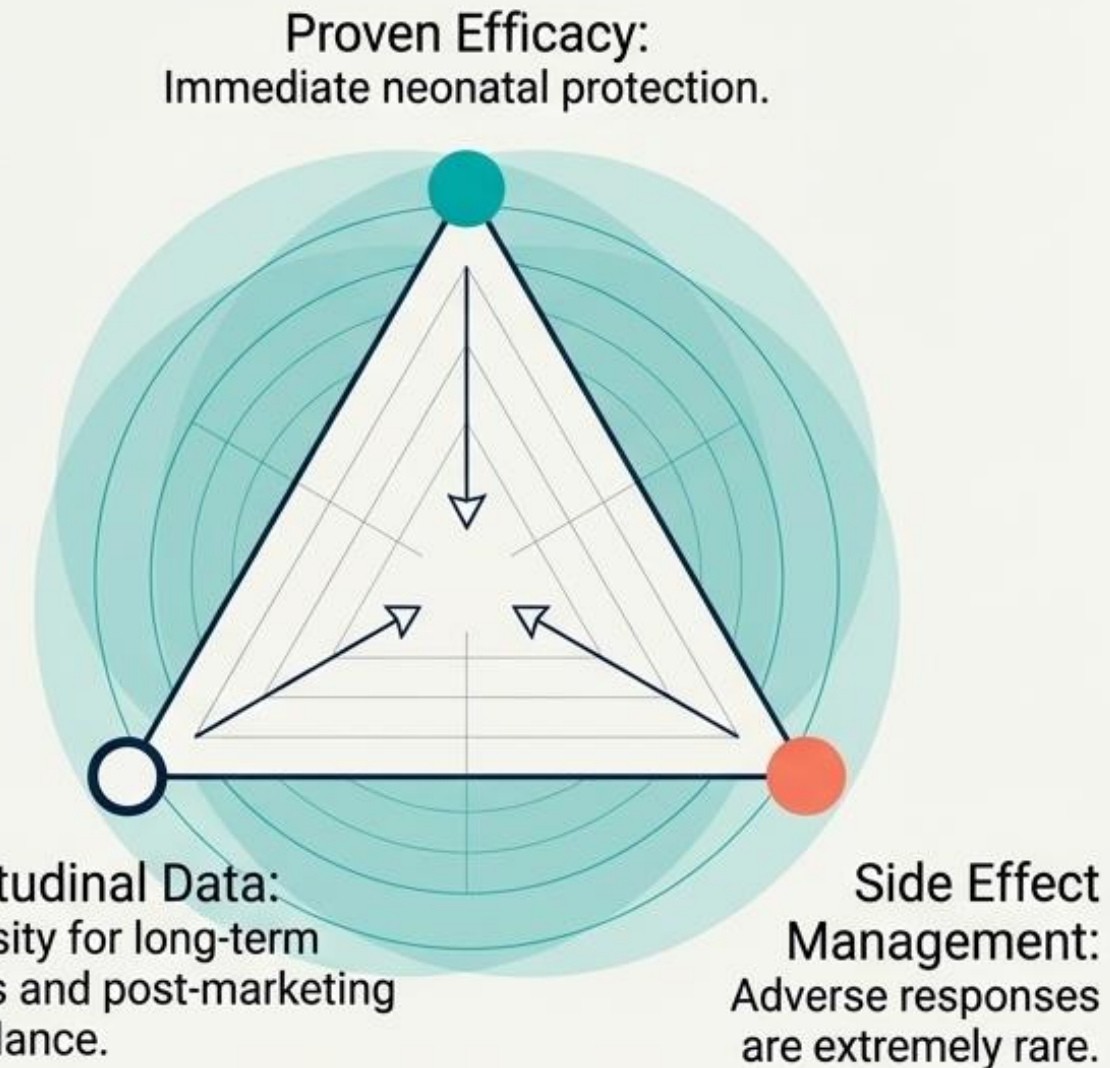 Proven Efficacy:
Immediate neonatal protection.
tudinal Data:
sity for long-term
s and post-marketing
lance.
Side Effect
Management:
Adverse responses
are extremely rare.